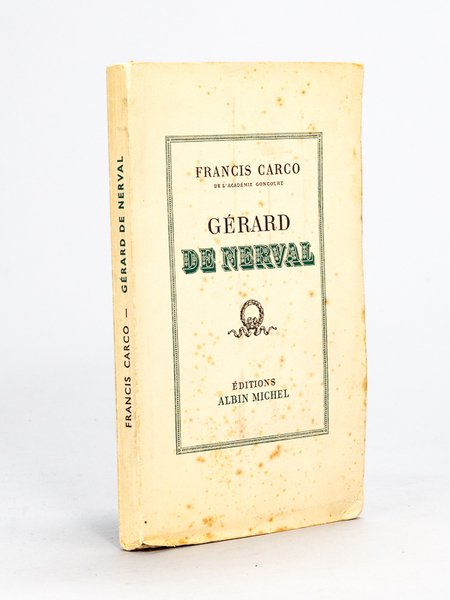 FRANCIS CARCO — GÉRARD DE NERVAL
FRANCIS CARCO
DE L'ACADÉMIE GONCOURT
GÉRARD
DE NERVAL
ÉDITIONS
ALBIN MICHEL